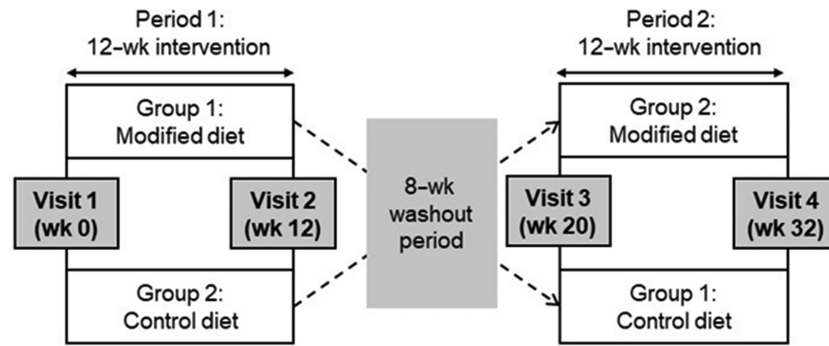 Period 1:
12-wk intervention
Period 2:
12-wk intervention
Group 1:
Modified diet
Group 2:
Modified diet
Visit 1
(wk 0)
Visit 2
(wk 12)
8-wk
washout
period
Visit 3
(wk 20)
Visit 4
(wk 32)
Group 2:
Control diet
Group 1:
Control diet